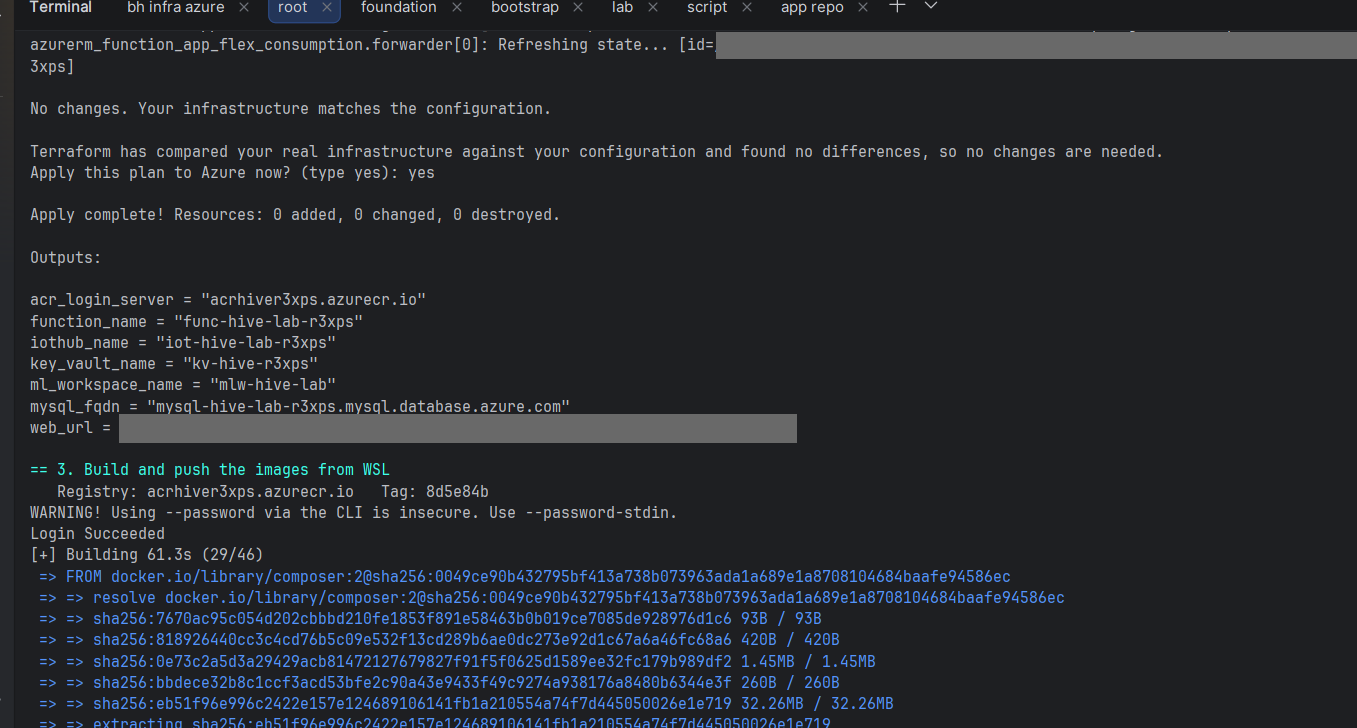 Terminal bh infra azure × root × foundation × bootstrap × lab × script × app repo ×
azurerm_function_app_flex_consumption.forwarder[0]: Refreshing state... [id=
3xps]
No changes. Your infrastructure matches the configuration.
Terraform has compared your real infrastructure against your configuration and found no differences, so no changes are needed.
Apply this plan to Azure now? (type yes): yes
Apply complete! Resources: 0 added, 0 changed, 0 destroyed.
Outputs:
acr_login_server = "acrhiver3xps.azurecr.io"
function_name = "func-hive-lab-r3xps"
iothub_name = "iot-hive-lab-r3xps"
key_vault_name = "kv-hive-r3xps"
ml_workspace_name = "mlw-hive-lab"
mysql_fqdn = "mysql-hive-lab-r3xps.mysql.database.azure.com"
web_url =
== 3. Build and push the images from WSL
Registry: acrhiver3xps.azurecr.io Tag: 8d5e84b
WARNING! Using --password via the CLI is insecure. Use --password-stdin.
Login Succeeded
[+] Building 61.3s (29/46)
=> FROM docker.io/library/composer:2@sha256:0049ce90b432795bf413a738b073963ada1a689e1a8708104684baafe94586ec
=> => resolve docker.io/library/composer:2@sha256:0049ce90b432795bf413a738b073963ada1a689e1a8708104684baafe94586ec
=> => sha256:7670ac95c054d202cbbbd210fe1853f891e58463b0b019ce7085de928976d1c6 93B / 93B
=> => sha256:818926440cc3c4cd76b5c09e532f13cd289b6ae0dc273e92d1c67a6a46fc68a6 420B / 420B
=> => sha256:0e73c2a5d3a29429acb81472127679827f91f5f0625d1589ee32fc179b989df2 1.45MB / 1.45MB
=> => sha256:bbdece32b8c1ccf3acd53bfe2c90a43e9433f49c9274a938176a8480b6344e3f 260B / 260B
=> => sha256:eb51f96e996c2422e157e124689106141fb1a210554a74f7d445050026e1e719 32.26MB / 32.26MB
=> => extracting sha256:eb51f96e996c2422e157e124689106141fb1a210554a74f7d445050026e1e719